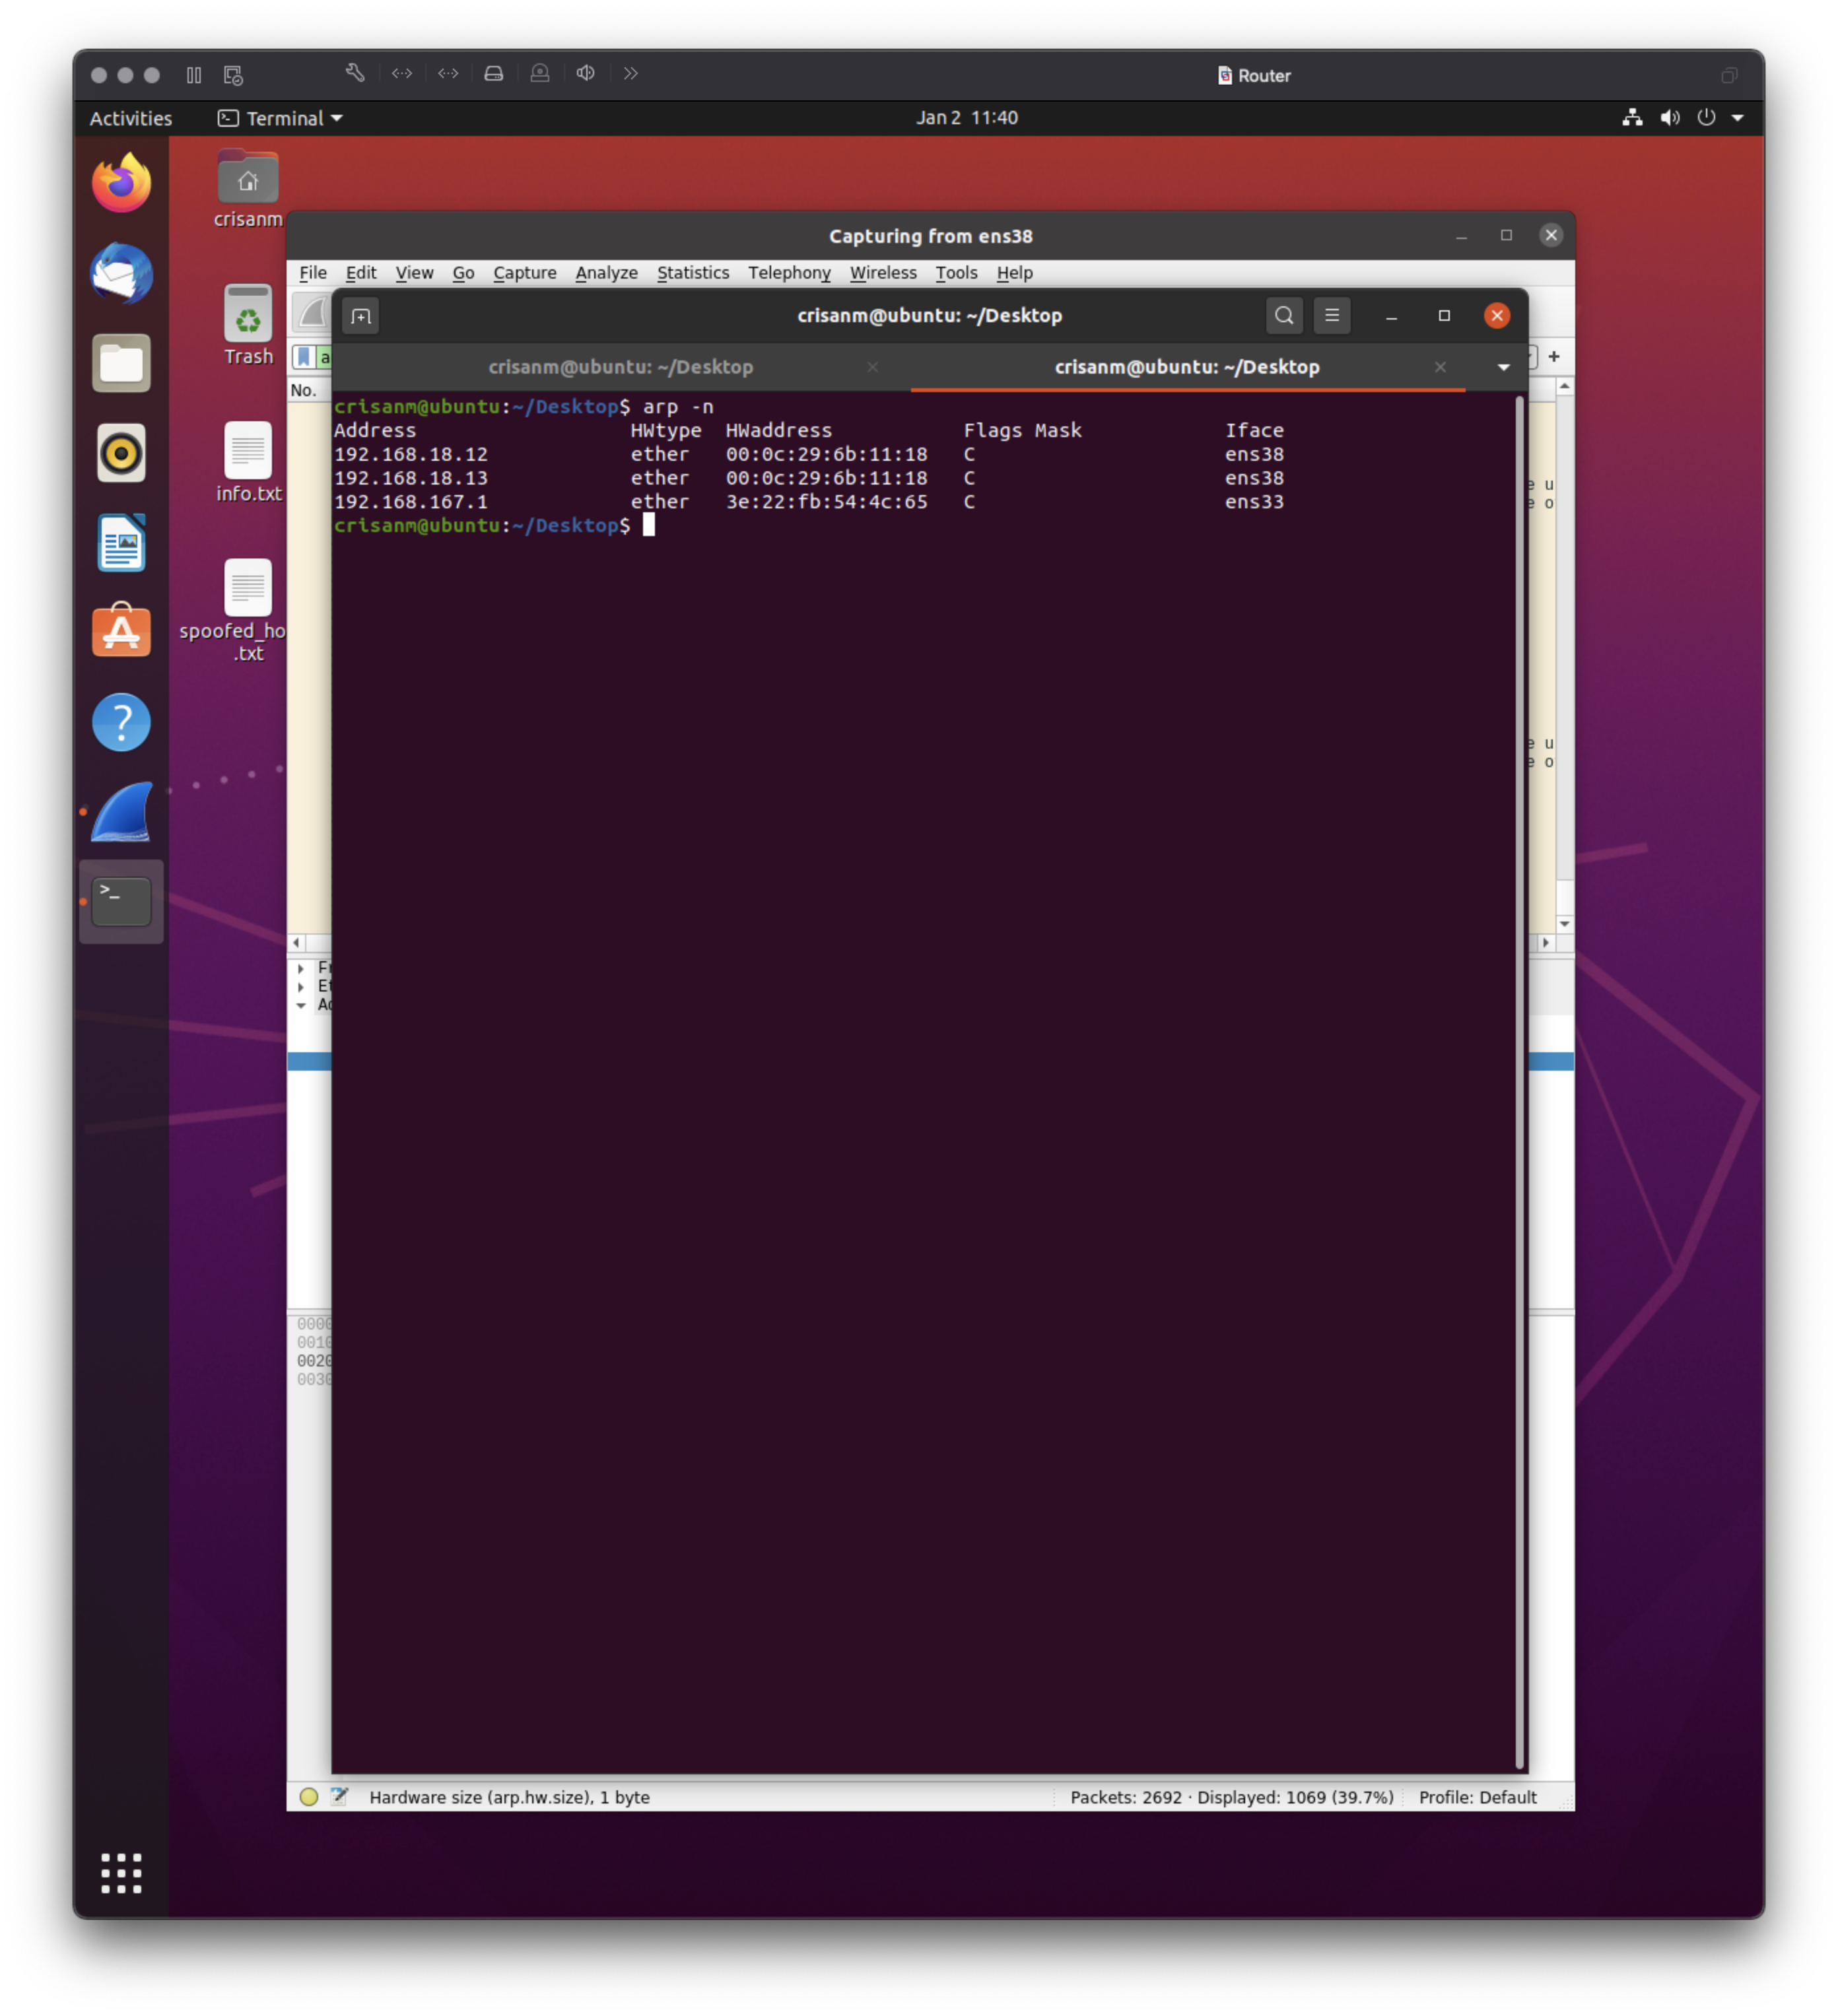 Router
Activities
Terminal
Jan 2 11:40
crisanm
Trash
info.txt
spoofed_ho
.txt
Capturing from ens38
File Edit View Go Capture Analyze Statistics Telephony Wireless Tools Help
No.
crisanm@ubuntu: ~/Desktop
crisanm@ubuntu: ~/Desktop
crisanm@ubuntu: ~/Desktop
crisanm@ubuntu:~/Desktop$ arp -n
Address HWtype HWaddress Flags Mask Iface
192.168.18.12 ether 00:0c:29:6b:11:18 C ens38
192.168.18.13 ether 00:0c:29:6b:11:18 C ens38
192.168.167.1 ether 3e:22:fb:54:4c:65 C ens33
crisanm@ubuntu:~/Desktop$
e u
e o
e u
e o
0000
0010
0020
0030
Hardware size (arp.hw.size), 1 byte
Packets: 2692 · Displayed: 1069 (39.7%)
Profile: Default